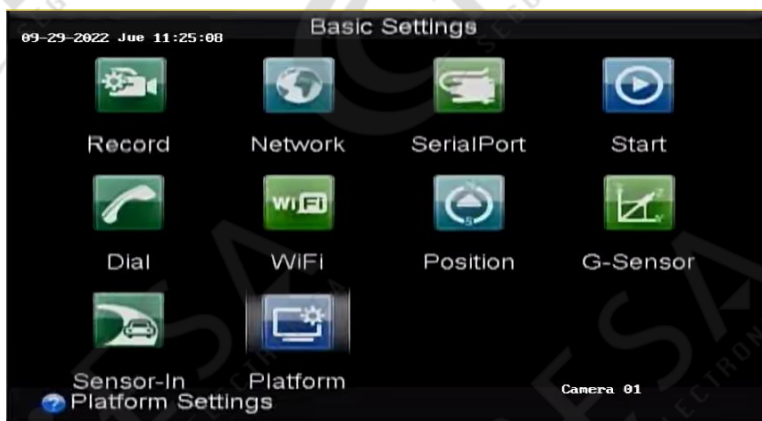 Basic Settings
09-29-2022 Jue 11:25:08
Record Network SerialPort Start
WiFi
Dial WiFi Position G-Sensor
Sensor-In Platform
Camera 01
Platform Settings